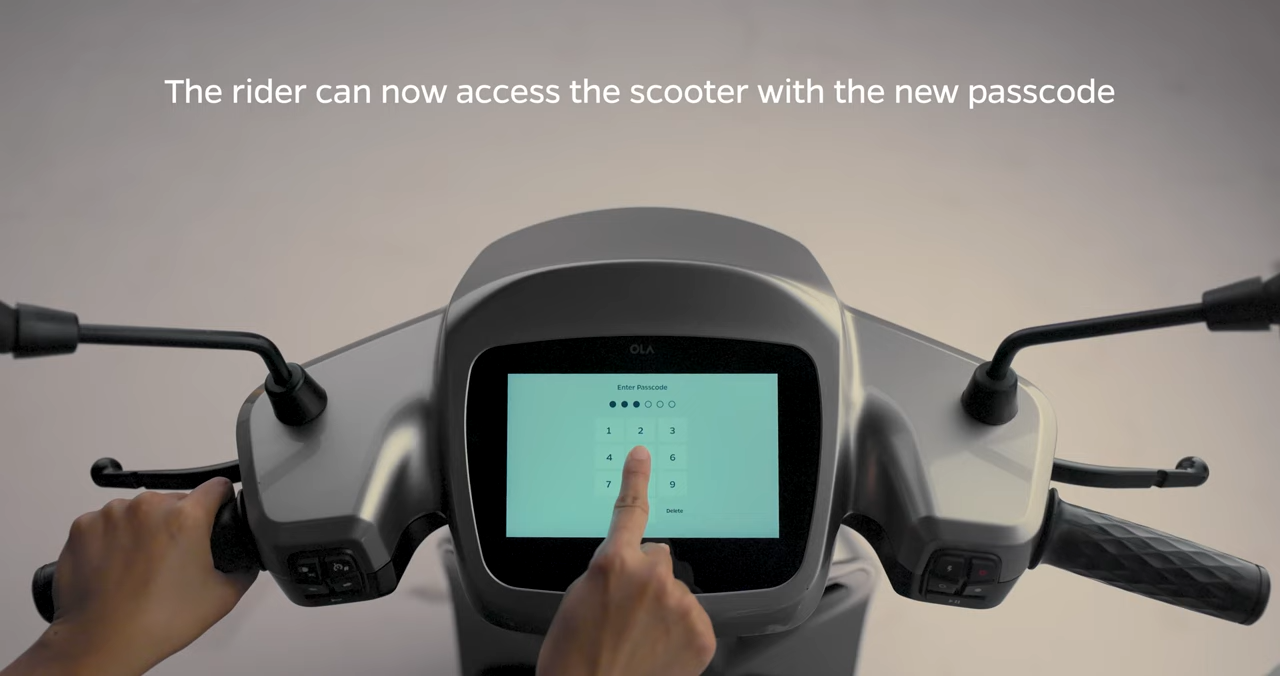 The rider can now access the scooter with the new passcode
OLA
Enter Passcode
1 2 3
4 6
7 9
Delete